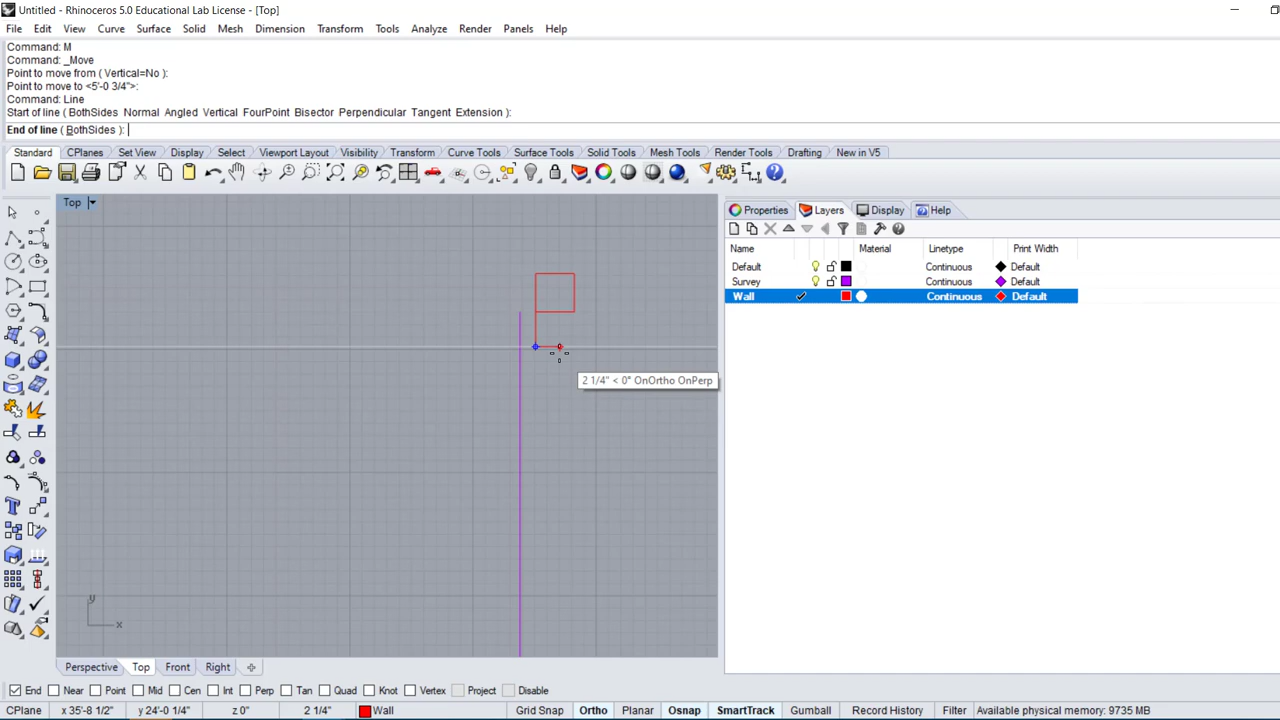 Untitled - Rhinoceros 5.0 Educational Lab License - [Top]
File Edit View Curve Surface Solid Mesh Dimension Transform Tools Analyze Render Panels Help
Command: M
Command: _Move
Point to move from ( Vertical=No ):
Point to move to <5'-0 3/4">:
Command: Line
Start of line ( BothSides Normal Angled Vertical FourPoint Bisector Perpendicular Tangent Extension ):
End of line ( BothSides ):
Standard CPlanes Set View Display Select Viewport Layout Visibility Transform Curve Tools Surface Tools Solid Tools Mesh Tools Render Tools Drafting New in V5
Top
Properties Layers Display Help
Name Material Linetype Print Width
Default Continuous Default
Survey Continuous Default
Wall Continuous Default
2 1/4" < 0° OnOrtho OnPerp
y
x
Perspective Top Front Right
End Near Point Mid Cen Int Perp Tan Quad Knot Vertex Project Disable
CPlane x 35'-8 1/2" y 24'-0 1/4" z 0" 2 1/4" Wall Grid Snap Ortho Planar Osnap SmartTrack Gumball Record History Filter Available physical memory: 9735 MB